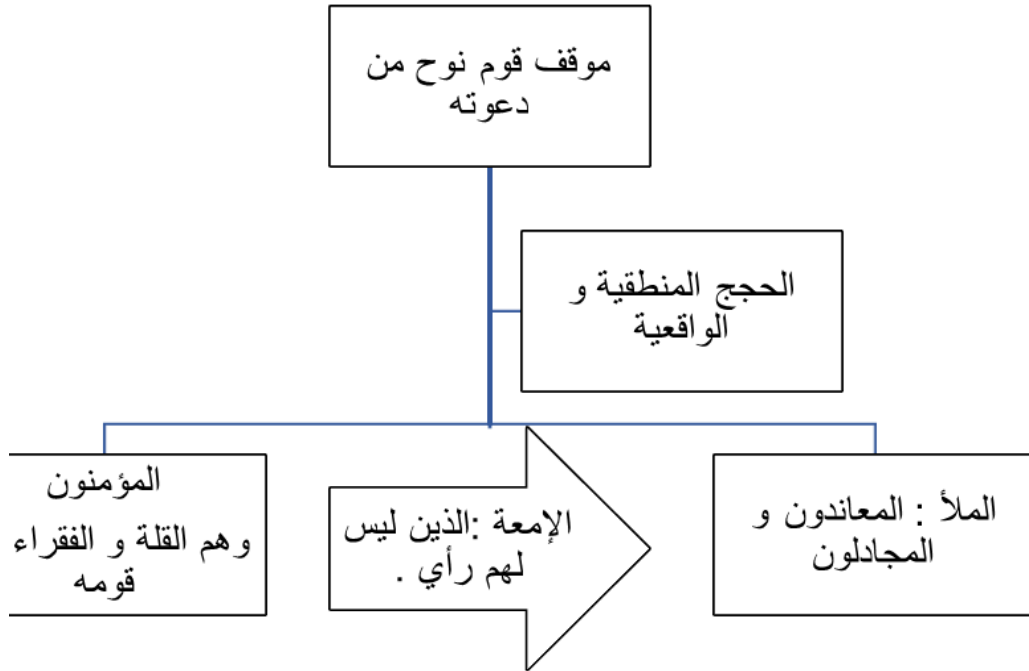 موقف قوم نوح من
دعوته
الحجج المنطقية و
الواقعية
الملأ : المعاندون و
المجادلون
الإمعة :الذين ليس
لهم رأي .
المؤمنون
وهم القلة و الفقراء
قومه